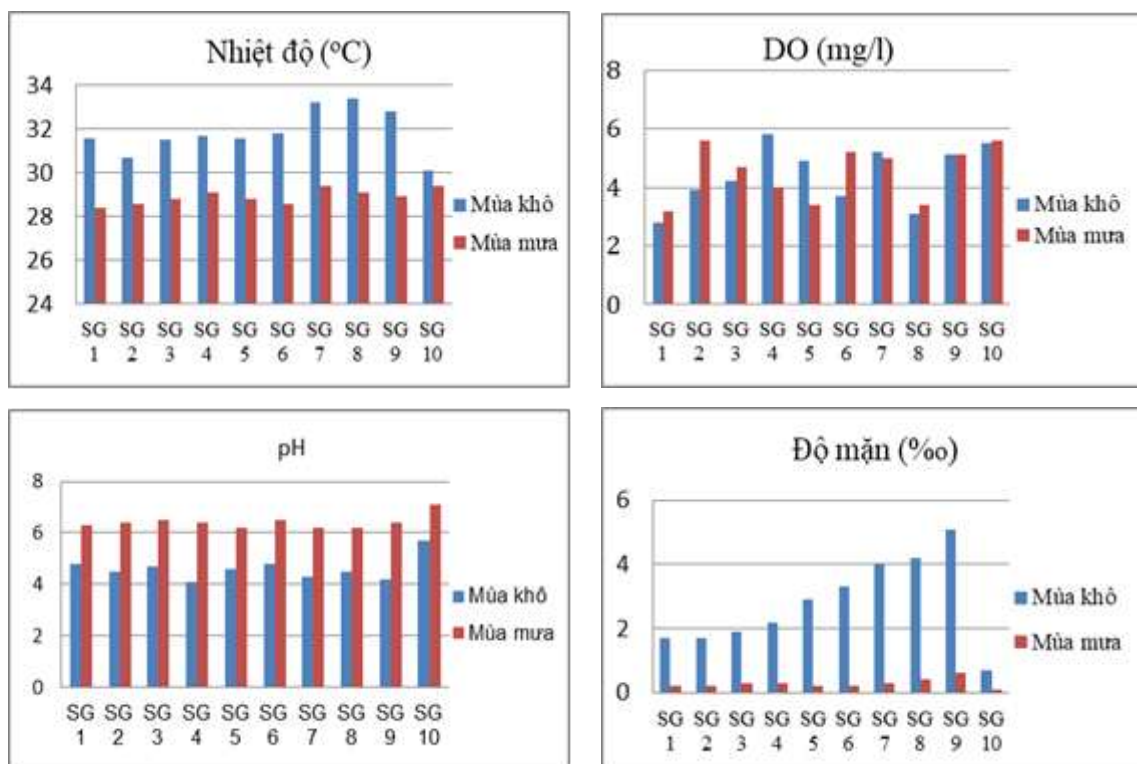 Nhiệt độ (°C)
34
32
30
28
26
24
SG SG SG SG SG SG SG SG SG SG
1 2 3 4 5 6 7 8 9 10
Mùa khô
Mùa mưa
DO (mg/l)
8
6
4
2
0
SG SG SG SG SG SG SG SG SG SG
1 2 3 4 5 6 7 8 9 10
Mùa khô
Mùa mưa
pH
8
6
4
2
0
SG SG SG SG SG SG SG SG SG SG
1 2 3 4 5 6 7 8 9 10
Mùa khô
Mùa mưa
Độ mặn (‰)
6
4
2
0
SG SG SG SG SG SG SG SG SG SG
1 2 3 4 5 6 7 8 9 10
Mùa khô
Mùa mưa